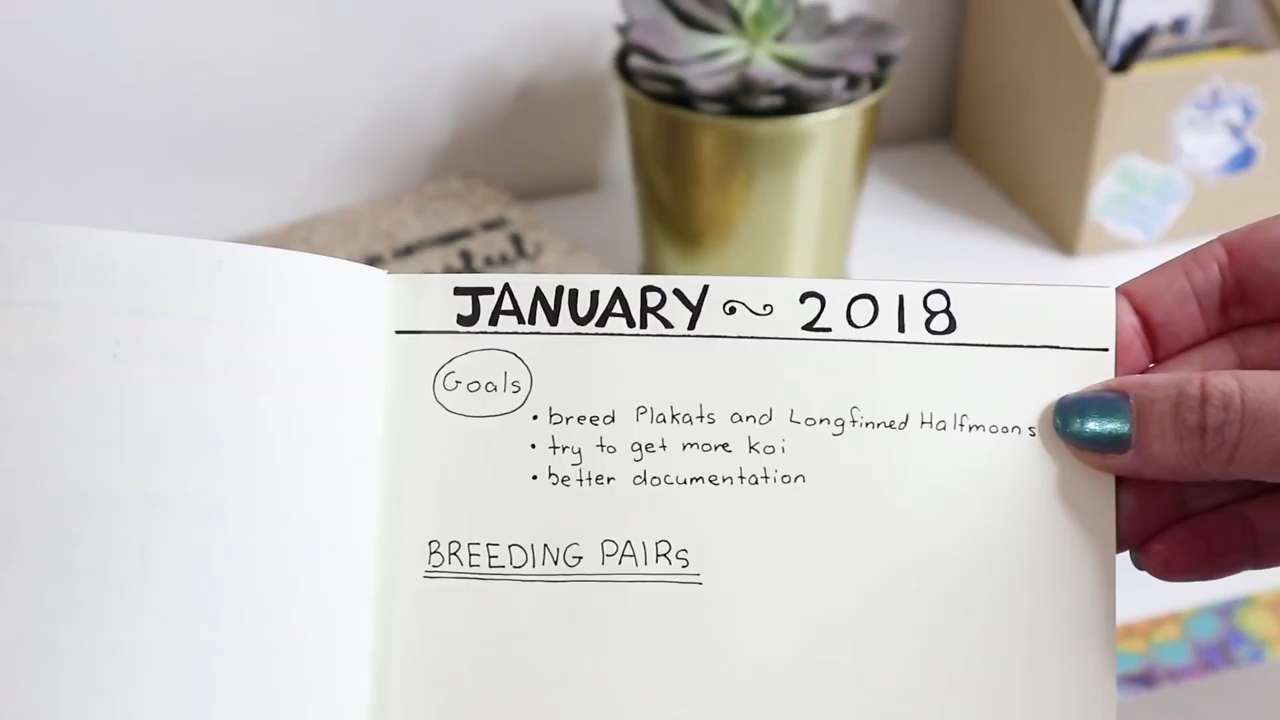 JANUARY ~ 2018
Goals
• breed Plakats and Longfinned Halfmoons
• try to get more koi
• better documentation
BREEDING PAIRs